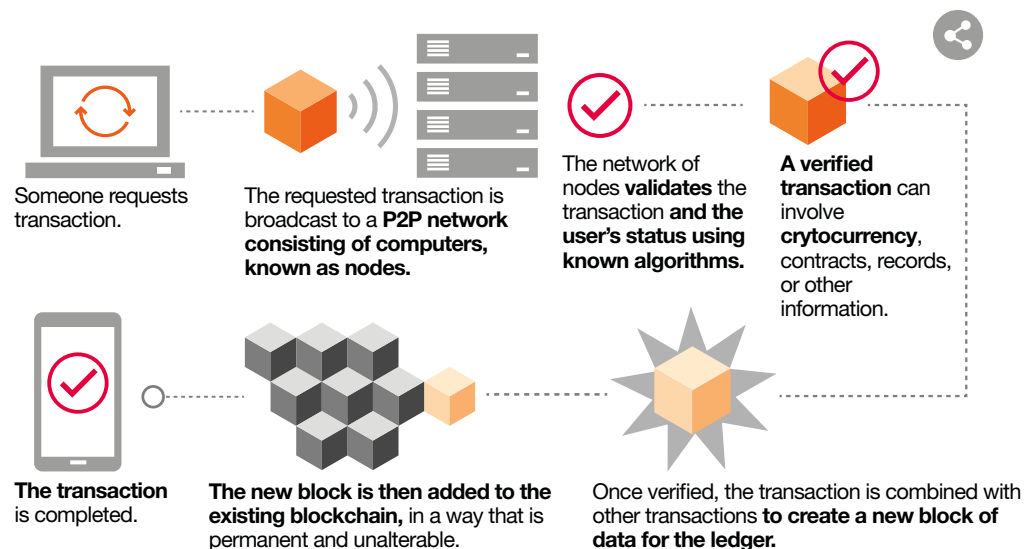 Someone requests
transaction.
The requested transaction is
broadcast to a P2P network
consisting of computers,
known as nodes.
The network of
nodes validates the
transaction and the
user’s status using
known algorithms.
A verified
transaction can
involve
crytocurrency,
contracts, records,
or other
information.
Once verified, the transaction is combined with
other transactions to create a new block of
data for the ledger.
The new block is then added to the
existing blockchain, in a way that is
permanent and unalterable.
The transaction
is completed.